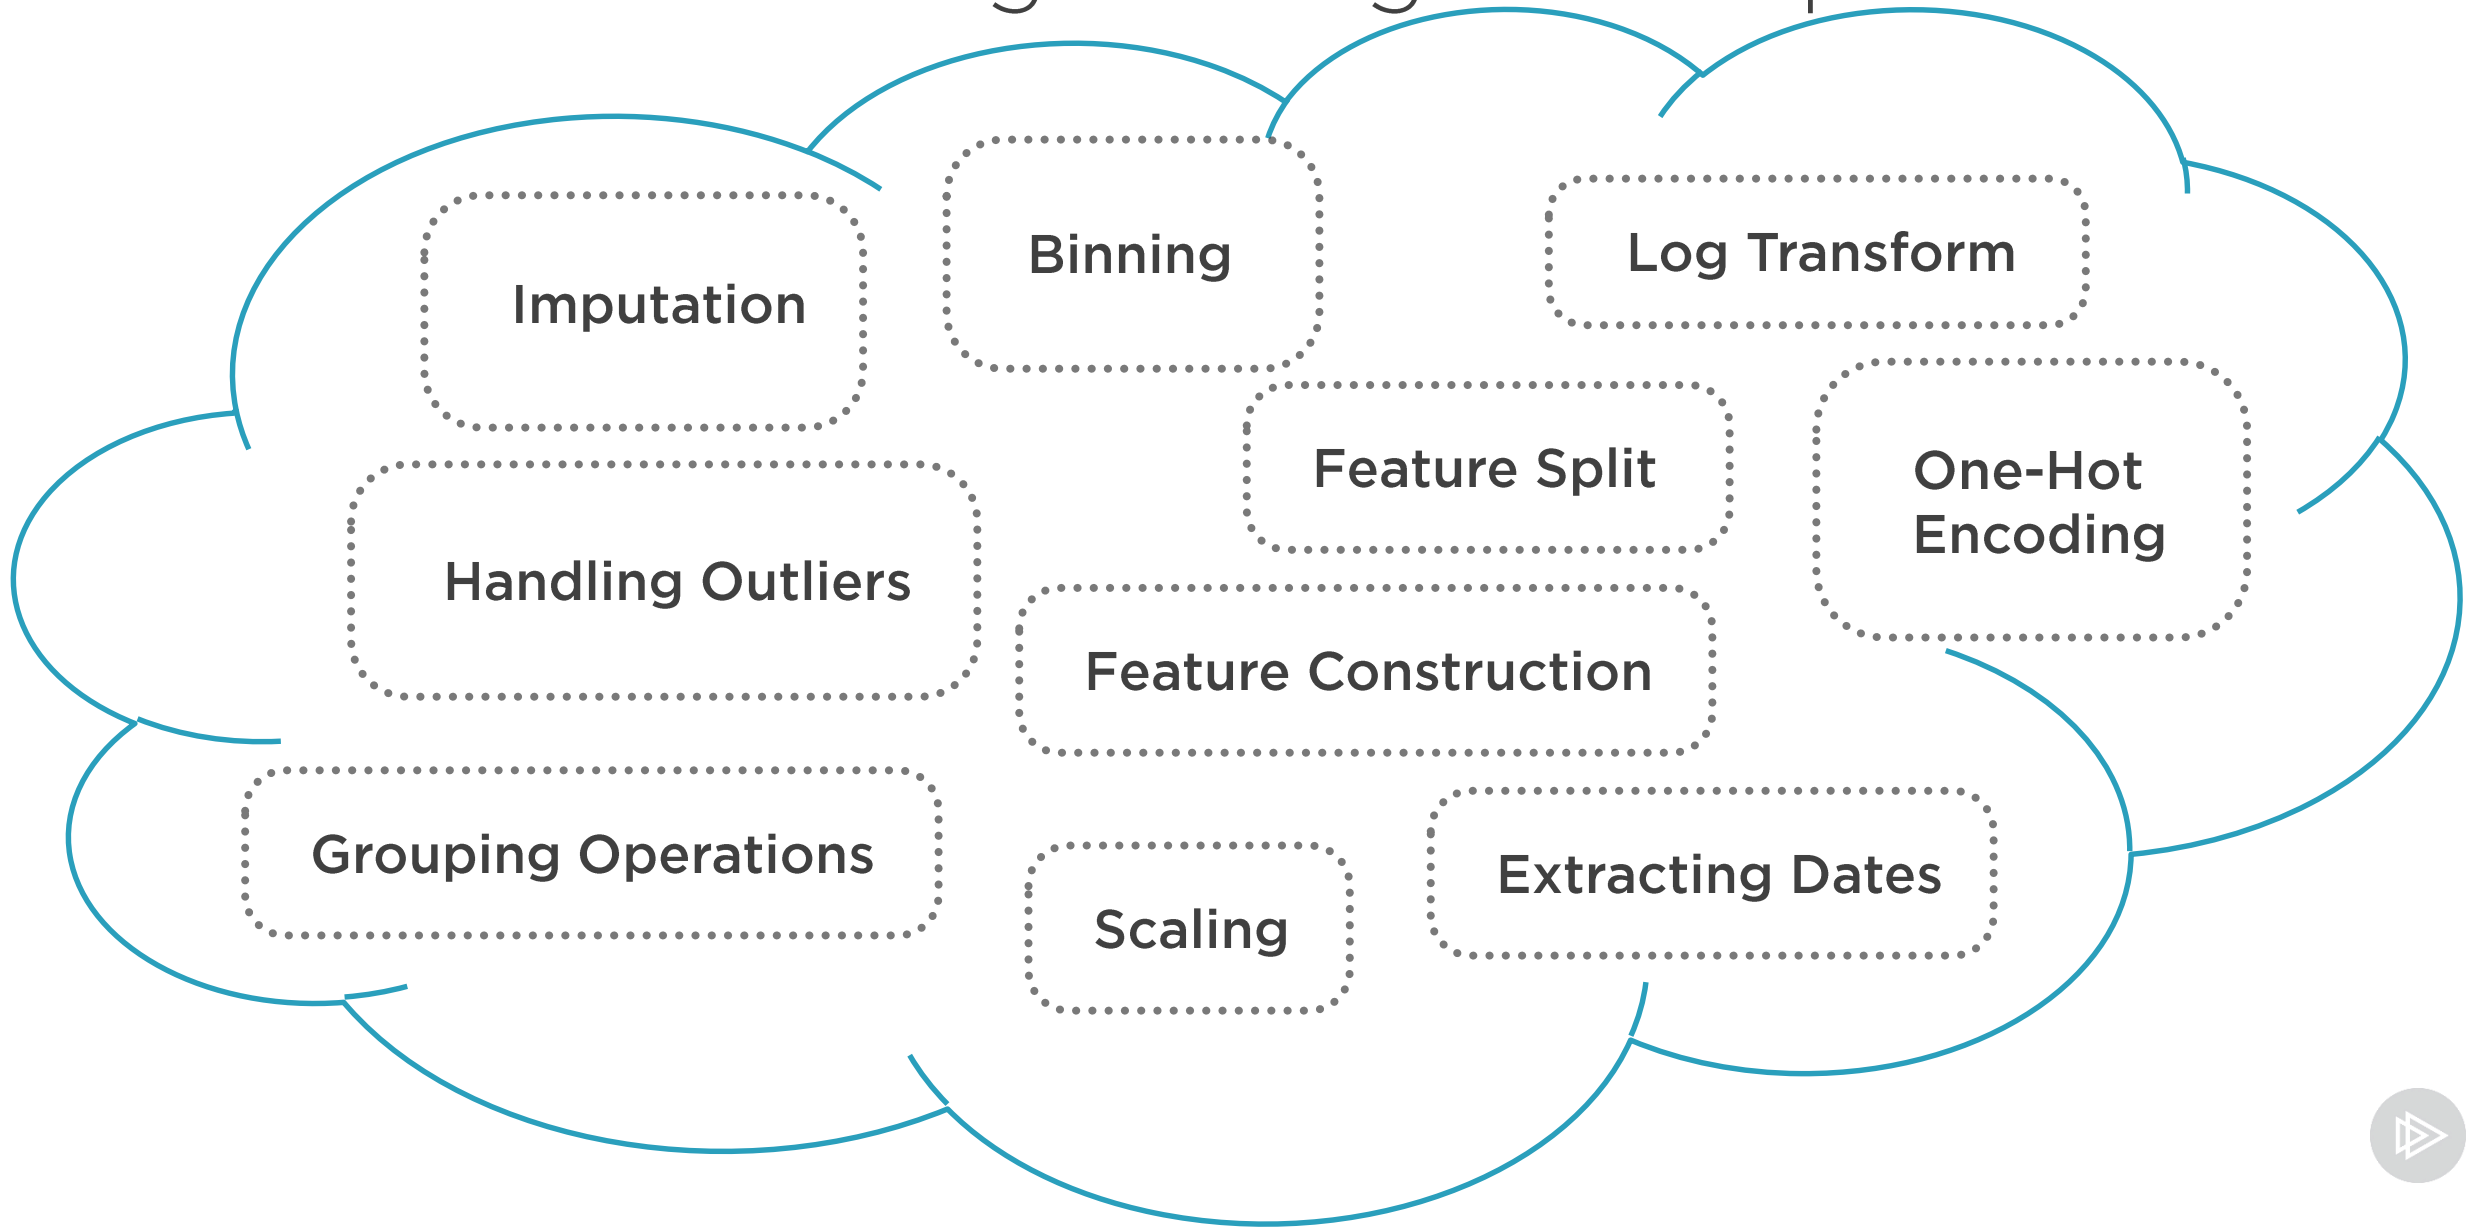 Binning
Log Transform
Imputation
Feature Split
One-Hot
Encoding
Handling Outliers
Feature Construction
Grouping Operations
Extracting Dates
Scaling